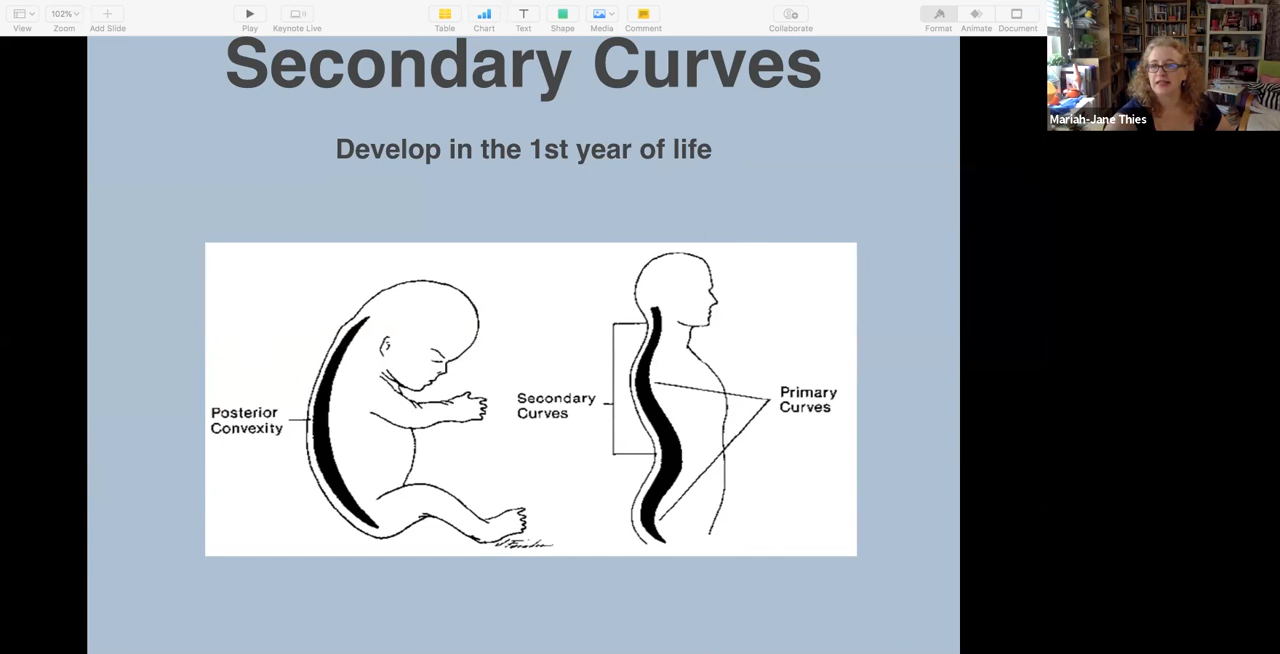 View
102%
Zoom
Add Slide
Play
Keynote Live
Table
Chart
Text
Shape
Media
Comment
Collaborate
Format
Animate
Document
Mariah-Jane Thies
Secondary Curves
Develop in the 1st year of life
Posterior
Convexity
Secondary
Curves
Primary
Curves